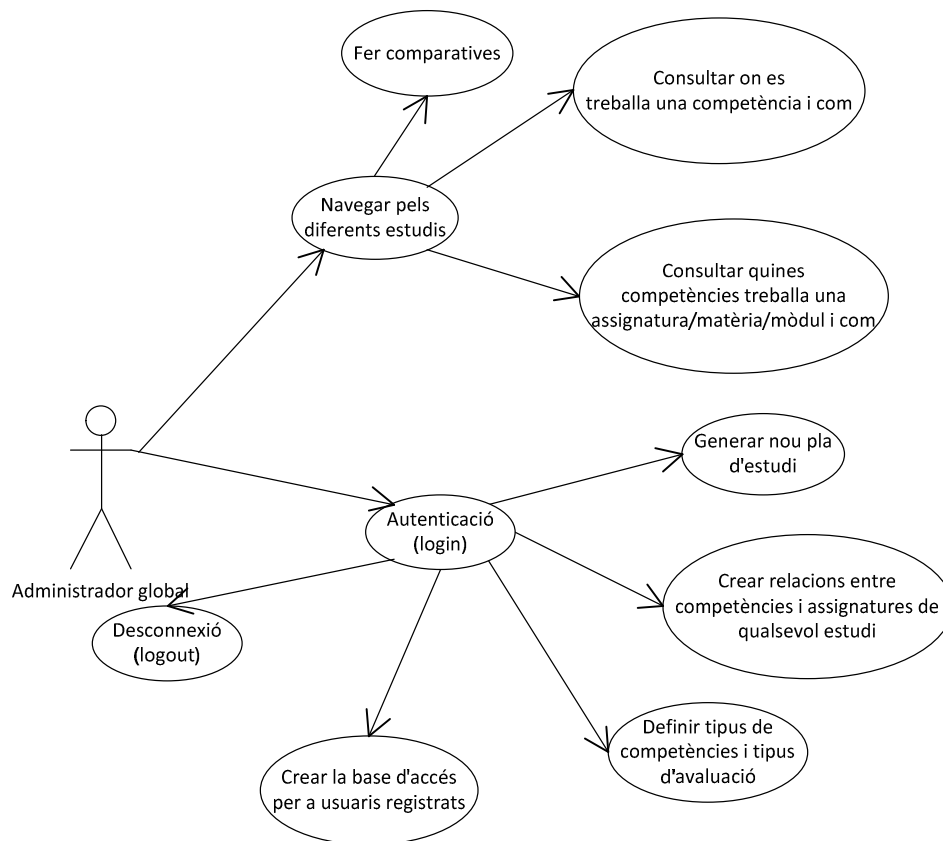 Fer comparatives
Consultar on es
treballa una competència i com
Navegar pels
diferents estudis
Consultar quines
competències treballa una
assignatura/matèria/mòdul i com
Generar nou pla
d'estudi
Autenticació
(login)
Administrador global
Crear relacions entre
competències i assignatures de
qualsevol estudi
Desconnexió
(logout)
Definir tipus de
competències i tipus
d'avaluació
Crear la base d'accés
per a usuaris registrats